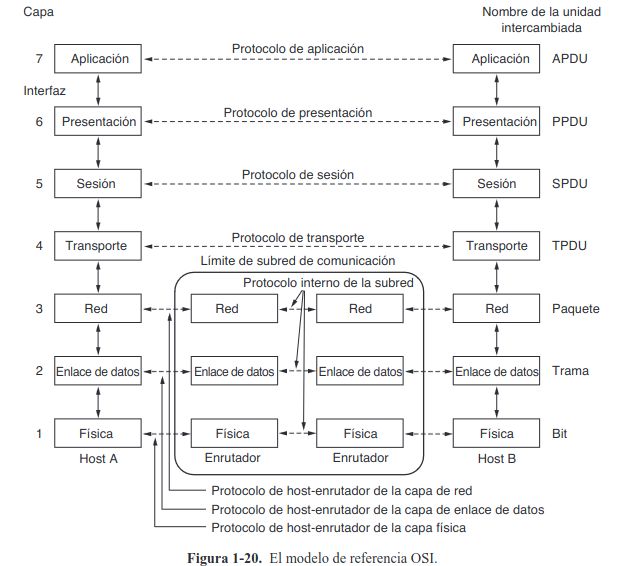 Capa
Nombre de la unidad
intercambiada
7 Aplicación Protocolo de aplicación Aplicación APDU
Interfaz
6 Presentación Protocolo de presentación Presentación PPDU
5 Sesión Protocolo de sesión Sesión SPDU
4 Transporte Protocolo de transporte Transporte TPDU
Límite de subred de comunicación
Protocolo interno de la subred
3 Red Red Red Red Paquete
2 Enlace de datos Enlace de datos Enlace de datos Enlace de datos Trama
1 Física Física Física Física Bit
Host A Enrutador Enrutador Host B
Protocolo de host-enrutador de la capa de red
Protocolo de host-enrutador de la capa de enlace de datos
Protocolo de host-enrutador de la capa física
Figura 1-20. El modelo de referencia OSI.